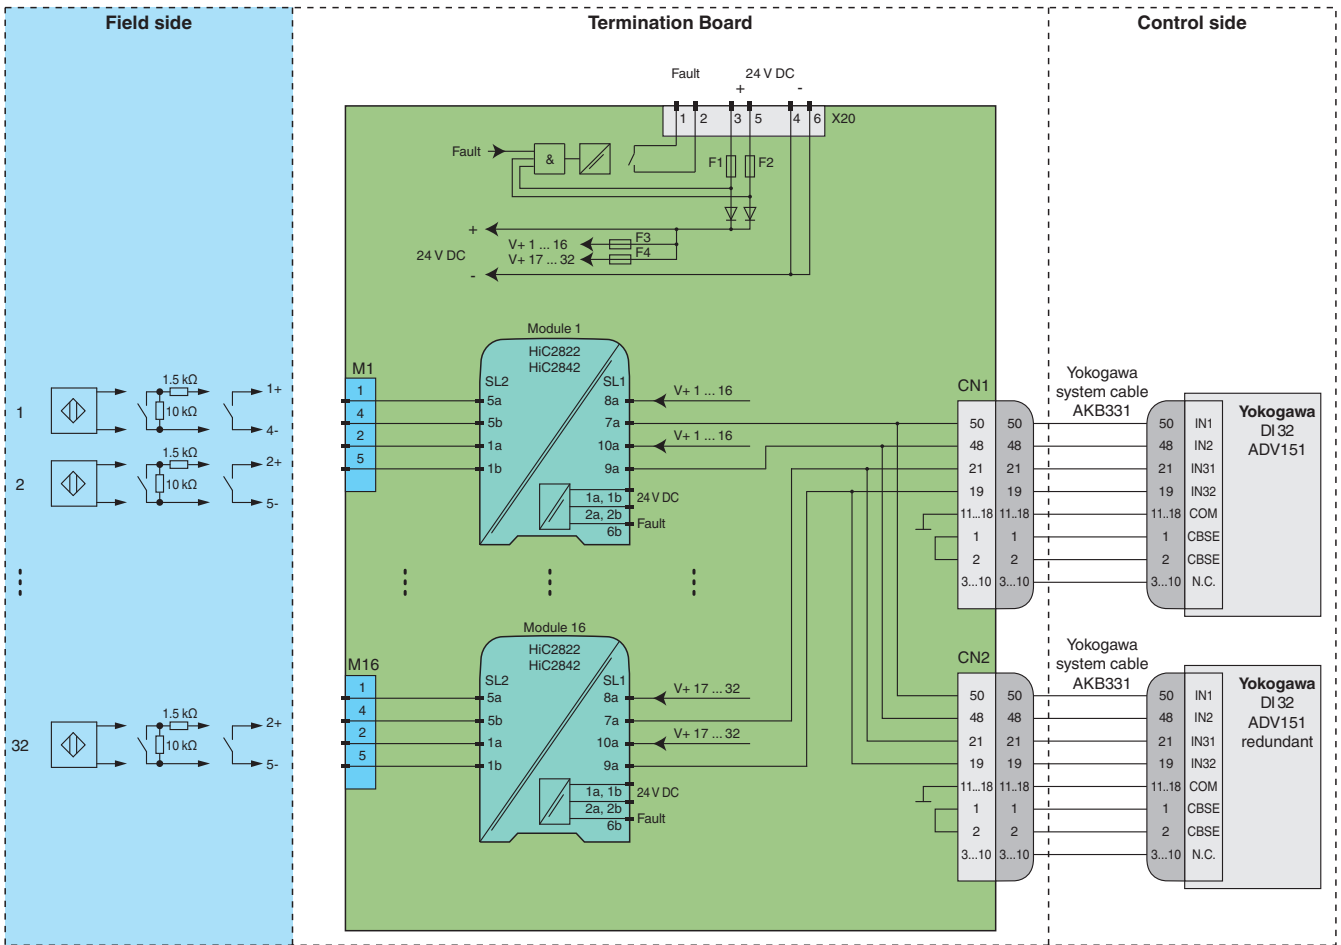 Field side
Termination Board
Control side
Fault 24 V DC
+ -
1 2 3 5 4 6 X20
Fault & F1 F2
+
24 V DC
V+ 1 ... 16 F3
V+ 17 ... 32 F4
-
Module 1
HiC2822
HiC2842
M1
SL2 SL1
1 5a 8a V+ 1 ... 16
4 5b 7a
2 1a 10a V+ 1 ... 16
5 1b 9a
1a, 1b 24 V DC
2a, 2b
6b Fault
1
1.5 kΩ 1+
10 kΩ
4-
2
1.5 kΩ 2+
10 kΩ
5-
CN1
Yokogawa
system cable
AKB331
Yokogawa
DI 32
ADV151
50 50 50 IN1
48 48 48 IN2
21 21 21 IN31
19 19 19 IN32
11..18 11..18 11..18 COM
1 1 1 CBSE
2 2 2 CBSE
3...10 3...10 3...10 N.C.
Module 16
HiC2822
HiC2842
M16
SL2 SL1
1 5a 8a V+ 17 ... 32
4 5b 7a
2 1a 10a V+ 17 ... 32
5 1b 9a
1a, 1b 24 V DC
2a, 2b
6b Fault
32
1.5 kΩ 2+
10 kΩ
5-
CN2
Yokogawa
system cable
AKB331
Yokogawa
DI 32
ADV151
redundant
50 50 50 IN1
48 48 48 IN2
21 21 21 IN31
19 19 19 IN32
11..18 11..18 11..18 COM
1 1 1 CBSE
2 2 2 CBSE
3...10 3...10 3...10 N.C.